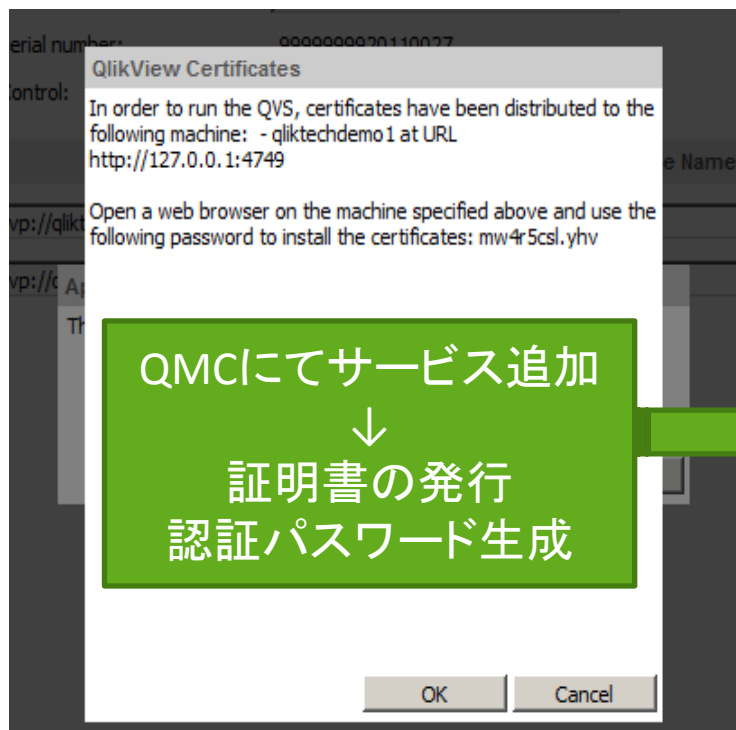 erial number: 9999999920110027
QlikView Certificates
ontrol:
In order to run the QVS, certificates have been distributed to the
following machine: - qliktechdemo1 at URL
http://127.0.0.1:4749
e Name
Open a web browser on the machine specified above and use the
vp://qlikt
following password to install the certificates: mw4r5csl.yhv
QMCにてサービス追加
↓
証明書の発行
認証パスワード生成
OK Cancel